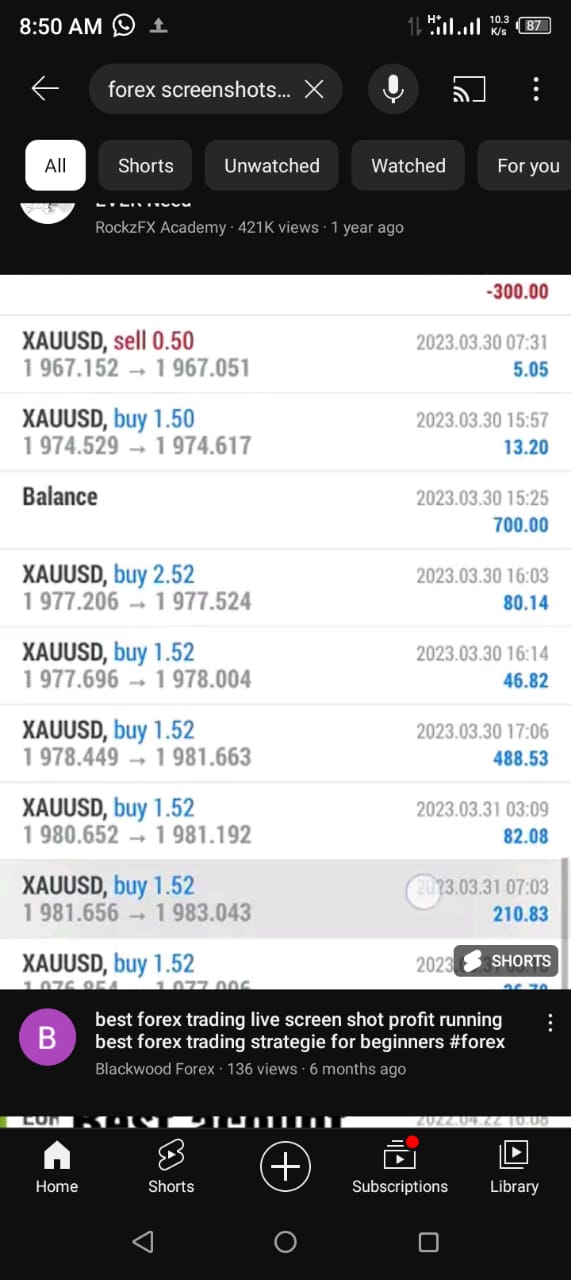 8:50 AM
H+
10.3 K/s
87
forex screenshots...
All
Shorts
Unwatched
Watched
For you
EVER Need
RockzFX Academy · 421K views · 1 year ago
-300.00
XAUUSD, sell 0.50 2023.03.30 07:31
1 967.152 → 1 967.051 5.05
XAUUSD, buy 1.50 2023.03.30 15:57
1 974.529 → 1 974.617 13.20
Balance 2023.03.30 15:25
700.00
XAUUSD, buy 2.52 2023.03.30 16:03
1 977.206 → 1 977.524 80.14
XAUUSD, buy 1.52 2023.03.30 16:14
1 977.696 → 1 978.004 46.82
XAUUSD, buy 1.52 2023.03.30 17:06
1 978.449 → 1 981.663 488.53
XAUUSD, buy 1.52 2023.03.31 03:09
1 980.652 → 1 981.192 82.08
XAUUSD, buy 1.52 2023.03.31 07:03
1 981.656 → 1 983.043 210.83
XAUUSD, buy 1.52 2023
SHORTS
B
best forex trading live screen shot profit running
best forex trading strategie for beginners #forex
Blackwood Forex · 136 views · 6 months ago
Home
Shorts
Subscriptions
Library